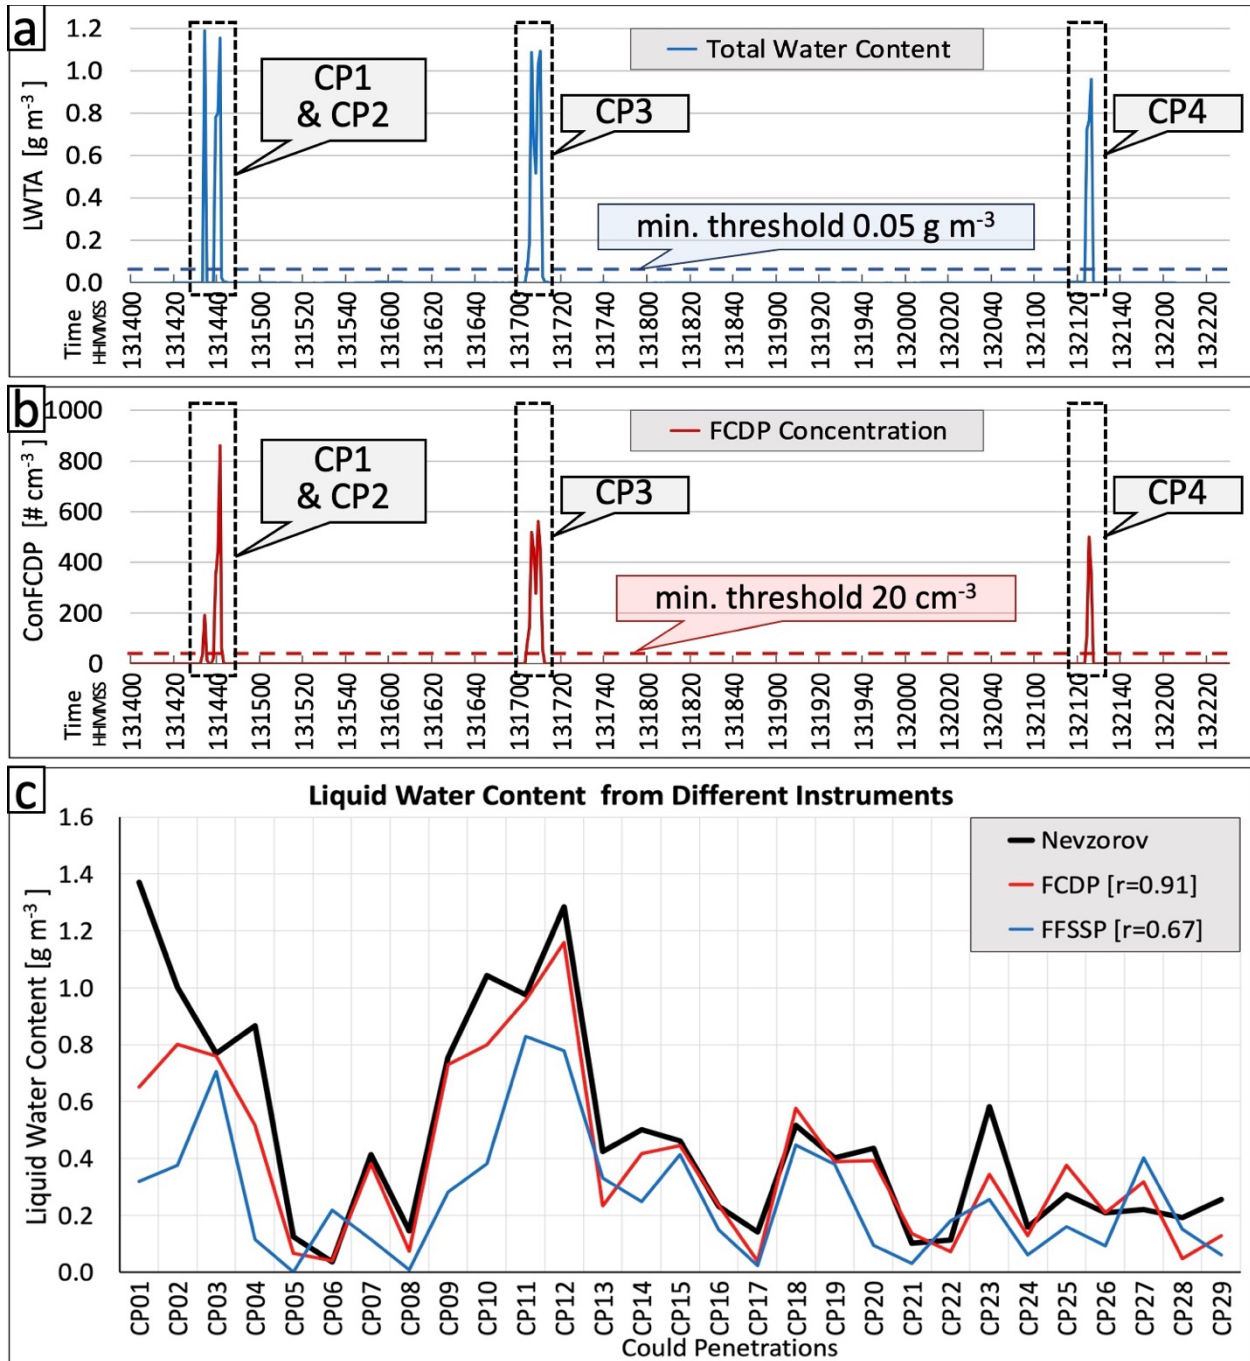 a
LWTA [g m⁻³]
1.2
1.0
0.8
0.6
0.4
0.2
0.0
Total Water Content
CP1
& CP2
CP3
CP4
min. threshold 0.05 g m⁻³
Time
HHMMSS
131400
131420
131440
131500
131520
131540
131600
131620
131640
131700
131720
131740
131800
131820
131840
131900
131920
131940
132000
132020
132040
132100
132120
132140
132200
132220
b
ConFCDP [# cm⁻³]
1000
800
600
400
200
0
FCDP Concentration
CP1
& CP2
CP3
CP4
min. threshold 20 cm⁻³
Time
HHMMSS
131400
131420
131440
131500
131520
131540
131600
131620
131640
131700
131720
131740
131800
131820
131840
131900
131920
131940
132000
132020
132040
132100
132120
132140
132200
132220
c
Liquid Water Content from Different Instruments
Liquid Water Content [g m⁻³]
1.6
1.4
1.2
1.0
0.8
0.6
0.4
0.2
0.0
Nevzorov
FCDP [r=0.91]
FFSSP [r=0.67]
CP01
CP02
CP03
CP04
CP05
CP06
CP07
CP08
CP09
CP10
CP11
CP12
CP13
CP14
CP15
CP16
CP17
CP18
CP19
CP20
CP21
CP22
CP23
CP24
CP25
CP26
CP27
CP28
CP29
Could Penetrations